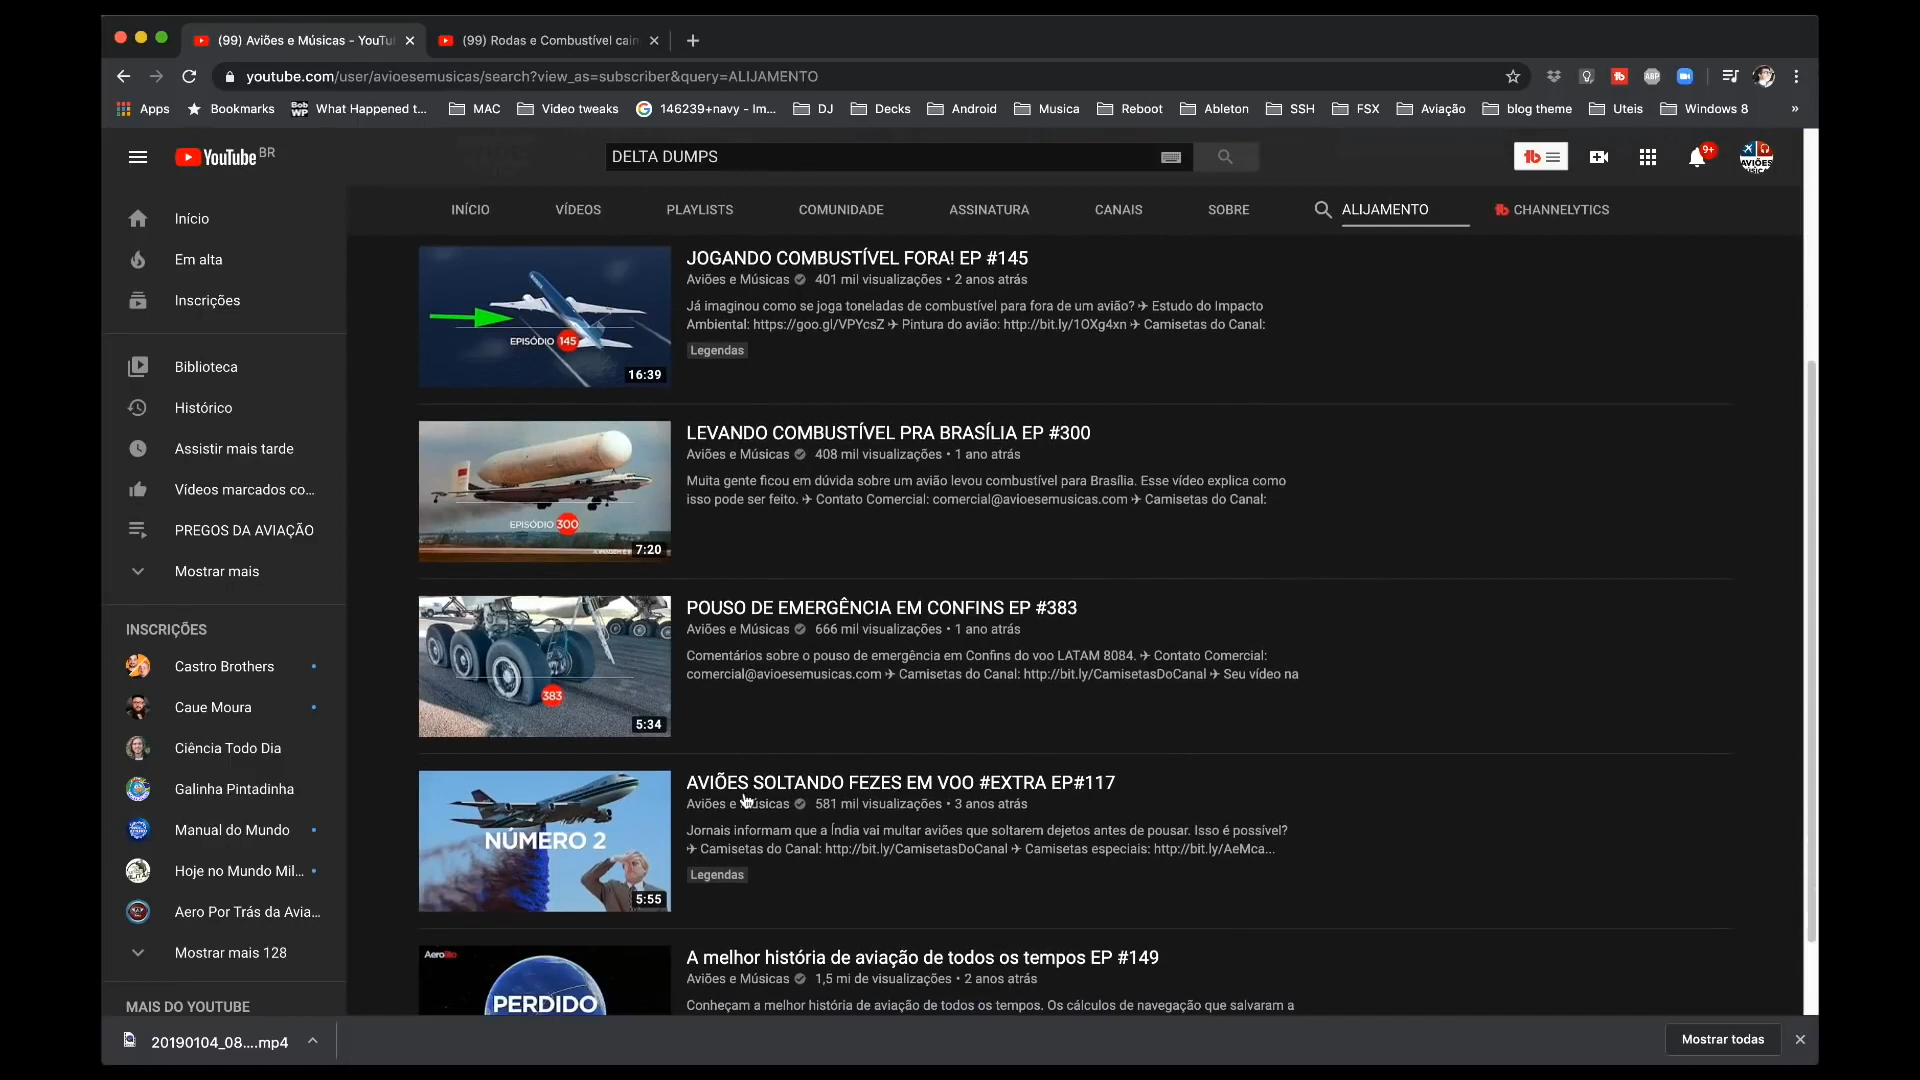 (99) Aviões e Músicas - YouTu
(99) Rodas e Combustível cain
youtube.com/user/avioesemusicas/search?view_as=subscriber&query=ALIJAMENTO
ABP
Apps
Bookmarks
Bob WP
What Happened t...
MAC
Video tweaks
146239+navy - Im...
DJ
Decks
Android
Musica
Reboot
Ableton
SSH
FSX
Aviação
blog theme
Uteis
Windows 8
»
YouTube BR
DELTA DUMPS
9+
AVIÕES
INÍCIO
VÍDEOS
PLAYLISTS
COMUNIDADE
ASSINATURA
CANAIS
SOBRE
ALIJAMENTO
CHANNELYTICS
Início
Em alta
Inscrições
Biblioteca
Histórico
Assistir mais tarde
Vídeos marcados co...
PREGOS DA AVIAÇÃO
Mostrar mais
INSCRIÇÕES
Castro Brothers
Caue Moura
Ciência Todo Dia
Galinha Pintadinha
Manual do Mundo
Hoje no Mundo Mil...
Aero Por Trás da Avia...
Mostrar mais 128
MAIS DO YOUTUBE
EPISÓDIO 145
16:39
JOGANDO COMBUSTÍVEL FORA! EP #145
Aviões e Músicas 401 mil visualizações • 2 anos atrás
Já imaginou como se joga toneladas de combustível para fora de um avião? ✈ Estudo do Impacto
Ambiental: https://goo.gl/VPYcsZ ✈ Pintura do avião: http://bit.ly/1OXg4xn ✈ Camisetas do Canal:
Legendas
EPISÓDIO 300
7:20
LEVANDO COMBUSTÍVEL PRA BRASÍLIA EP #300
Aviões e Músicas 408 mil visualizações • 1 ano atrás
Muita gente ficou em dúvida sobre um avião levou combustível para Brasília. Esse vídeo explica como
isso pode ser feito. ✈ Contato Comercial: comercial@avioesemusicas.com ✈ Camisetas do Canal:
383
5:34
POUSO DE EMERGÊNCIA EM CONFINS EP #383
Aviões e Músicas 666 mil visualizações • 1 ano atrás
Comentários sobre o pouso de emergência em Confins do voo LATAM 8084. ✈ Contato Comercial:
comercial@avioesemusicas.com ✈ Camisetas do Canal: http://bit.ly/CamisetasDoCanal ✈ Seu vídeo na
NÚMERO 2
5:55
AVIÕES SOLTANDO FEZES EM VOO #EXTRA EP#117
Aviões e Músicas 581 mil visualizações • 3 anos atrás
Jornais informam que a Índia vai multar aviões que soltarem dejetos antes de pousar. Isso é possível?
✈ Camisetas do Canal: http://bit.ly/CamisetasDoCanal ✈ Camisetas especiais: http://bit.ly/AeMca...
Legendas
PERDIDO
A melhor história de aviação de todos os tempos EP #149
Aviões e Músicas 1,5 mi de visualizações • 2 anos atrás
Conheçam a melhor história de aviação de todos os tempos. Os cálculos de navegação que salvaram a
20190104_08....mp4
Mostrar todas